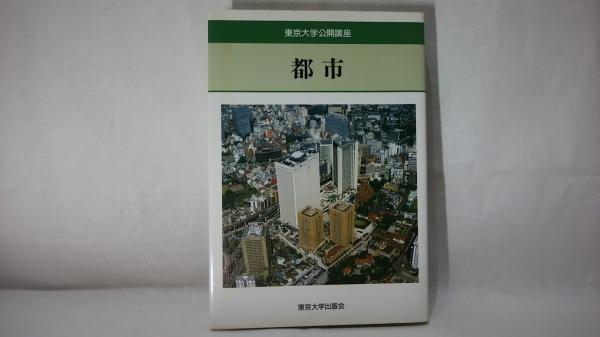 東京大学公開講座
都市
東京大学出版会